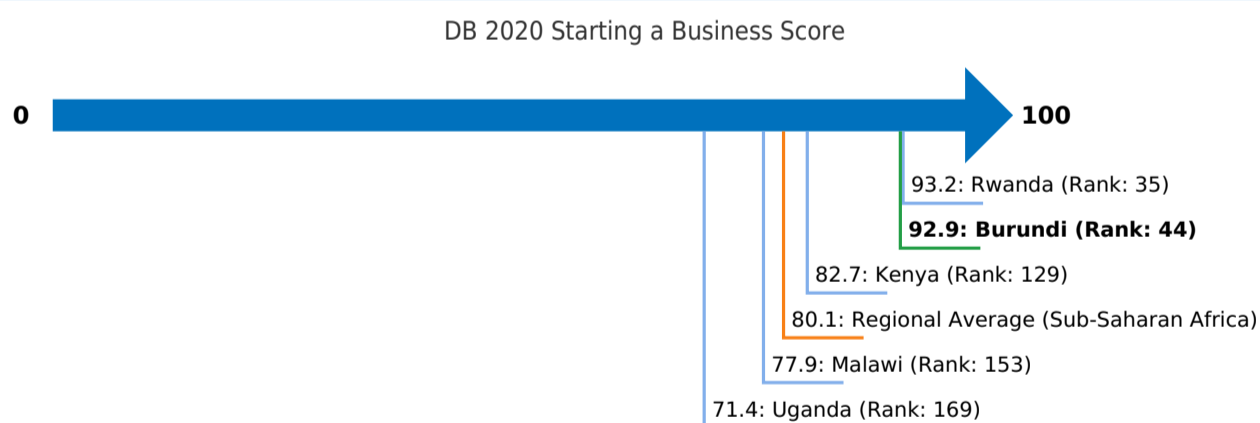 DB 2020 Starting a Business Score
0
100
93.2: Rwanda (Rank: 35)
92.9: Burundi (Rank: 44)
82.7: Kenya (Rank: 129)
80.1: Regional Average (Sub-Saharan Africa)
77.9: Malawi (Rank: 153)
71.4: Uganda (Rank: 169)